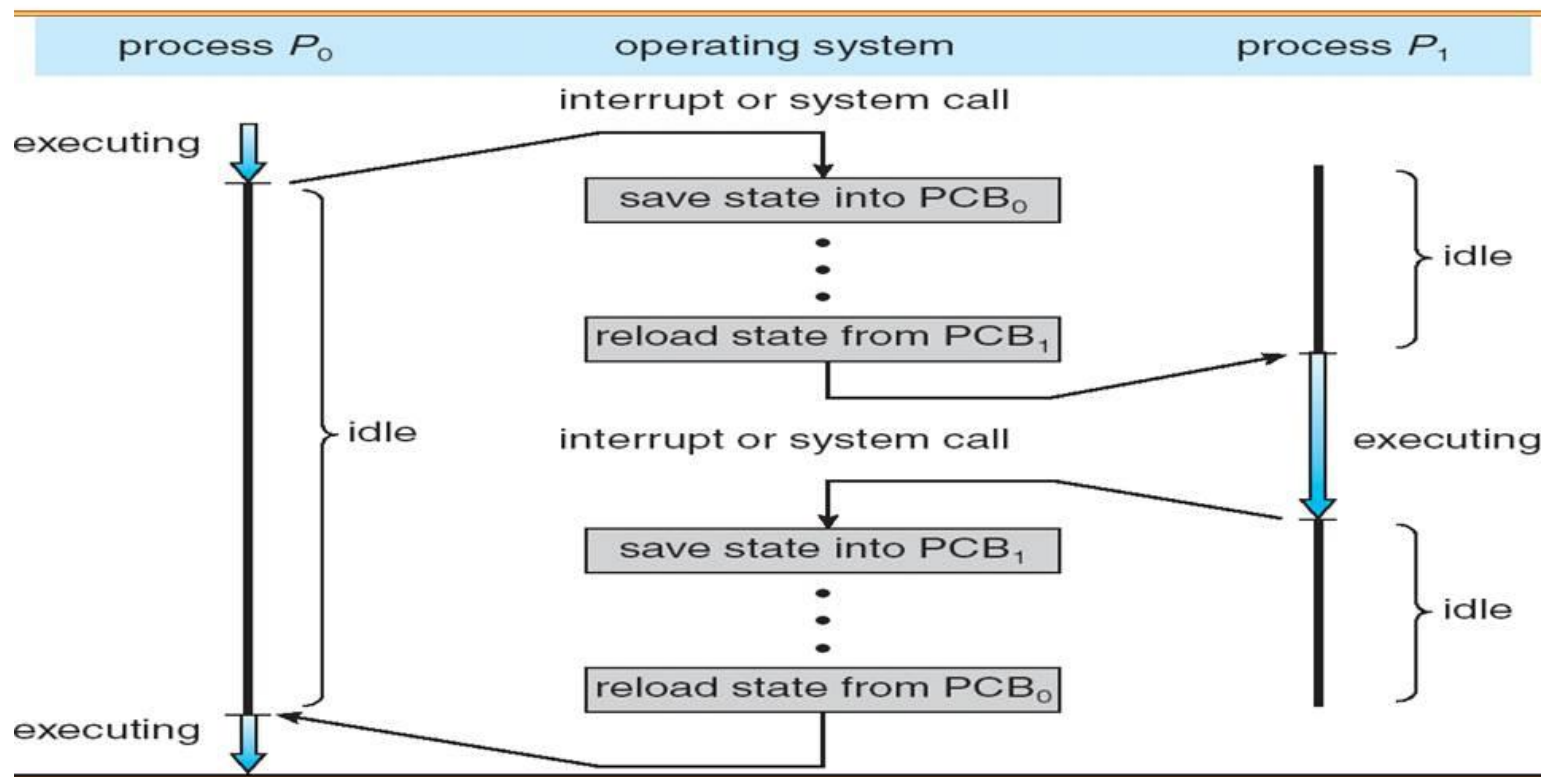 process P₀ operating system process P₁
interrupt or system call
executing
save state into PCB₀
idle
reload state from PCB₁
idle
interrupt or system call
executing
save state into PCB₁
idle
reload state from PCB₀
executing